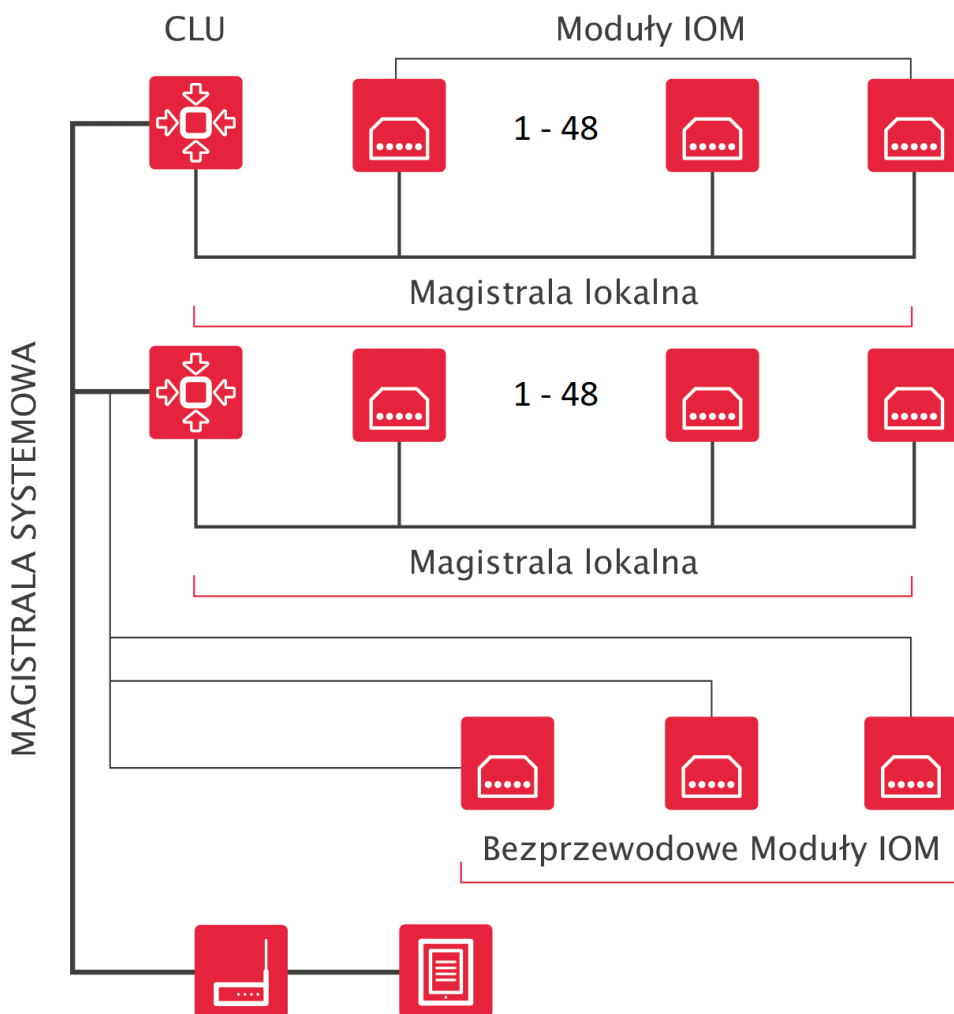 CLU
Moduły IOM
1 - 48
Magistrala lokalna
1 - 48
Magistrala lokalna
MAGISTRALA SYSTEMOWA
Bezprzewodowe Moduły IOM